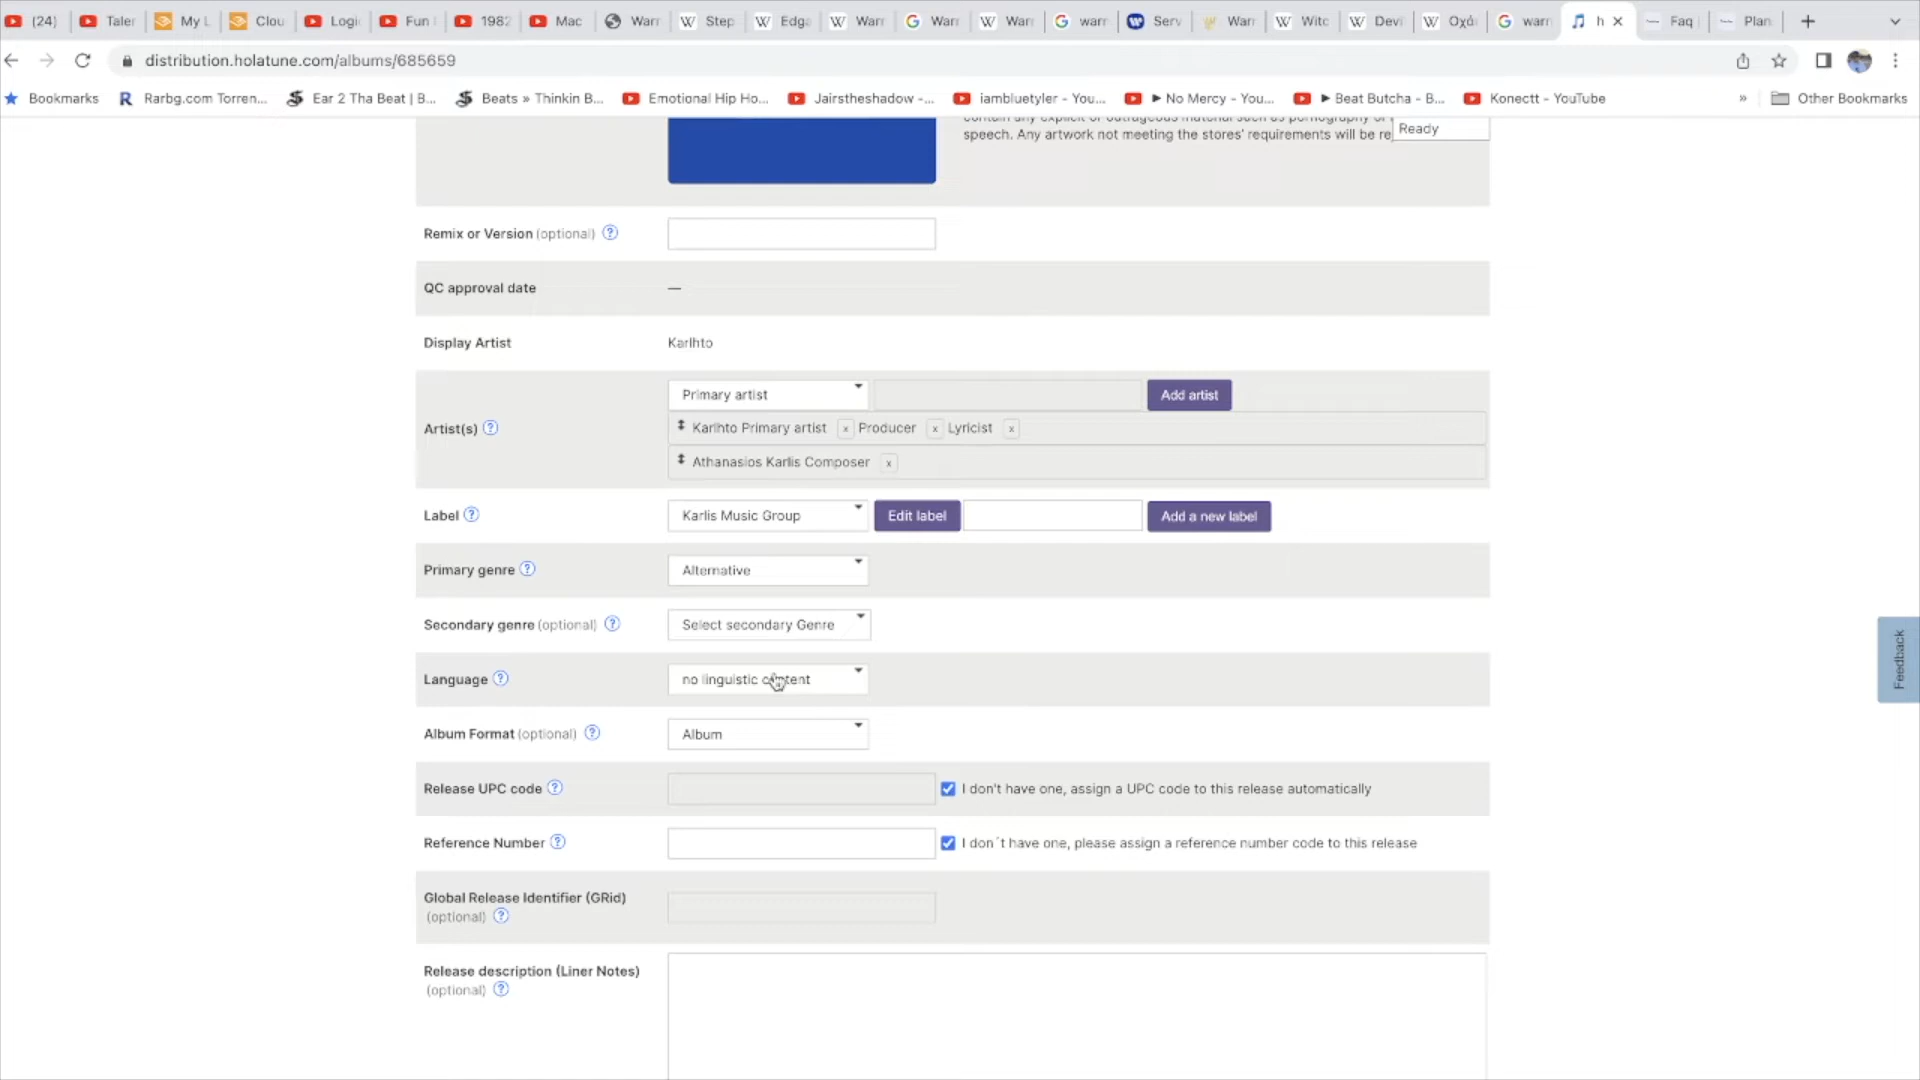 (24)
Taler
My L
Clou
Logi
Fun
1982
Mac
Warr
Step
Edg
Warr
Warr
Warr
warr
Serv
Warr
Witc
Devi
Οχά
warr
h
Faq
Plan
distribution.holatune.com/albums/685659
Bookmarks
Rarbg.com Torren...
Ear 2 Tha Beat | B...
Beats » Thinkin B...
Emotional Hip Ho...
Jairstheshadow -...
iambluetyler - You...
►No Mercy - You...
►Beat Butcha - B...
Konectt - YouTube
»
Other Bookmarks
contain any explicit or outrageous material such as pornography or
speech. Any artwork not meeting the stores' requirements will be re
Ready
Remix or Version (optional) ?
QC approval date —
Display Artist Karlhto
Primary artist Add artist
Artist(s) ? Karlhto Primary artist x Producer x Lyricist x
Athanasios Karlis Composer x
Label ? Karlis Music Group Edit label Add a new label
Primary genre ? Alternative
Secondary genre (optional) ? Select secondary Genre
Language ? no linguistic content
Album Format (optional) ? Album
Release UPC code ? I don't have one, assign a UPC code to this release automatically
Reference Number ? I don´t have one, please assign a reference number code to this release
Global Release Identifier (GRid)
(optional) ?
Release description (Liner Notes)
(optional) ?
Feedback